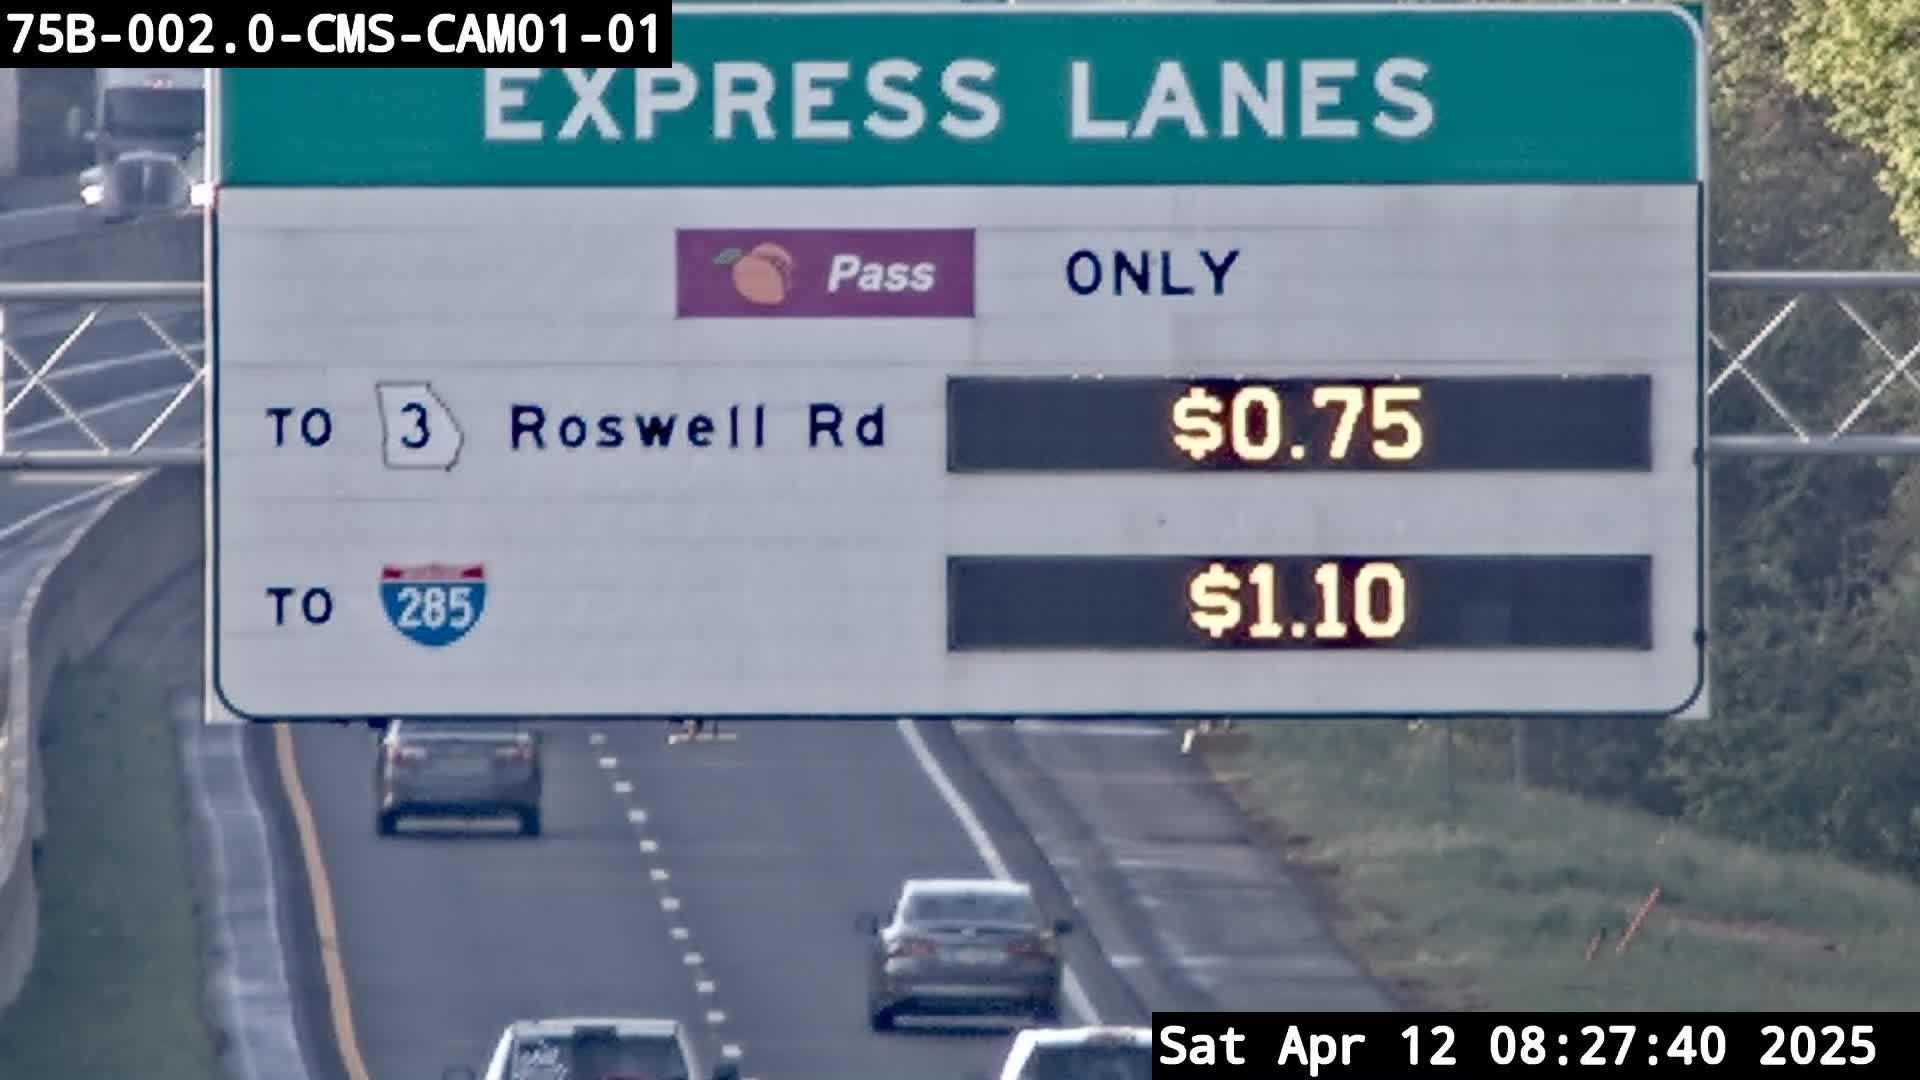 75B-002.0-CMS-CAM01-01
EXPRESS LANES
Pass ONLY
TO 3 Roswell Rd $0.75
TO 285 $1.10
Sat Apr 12 08:27:40 2025